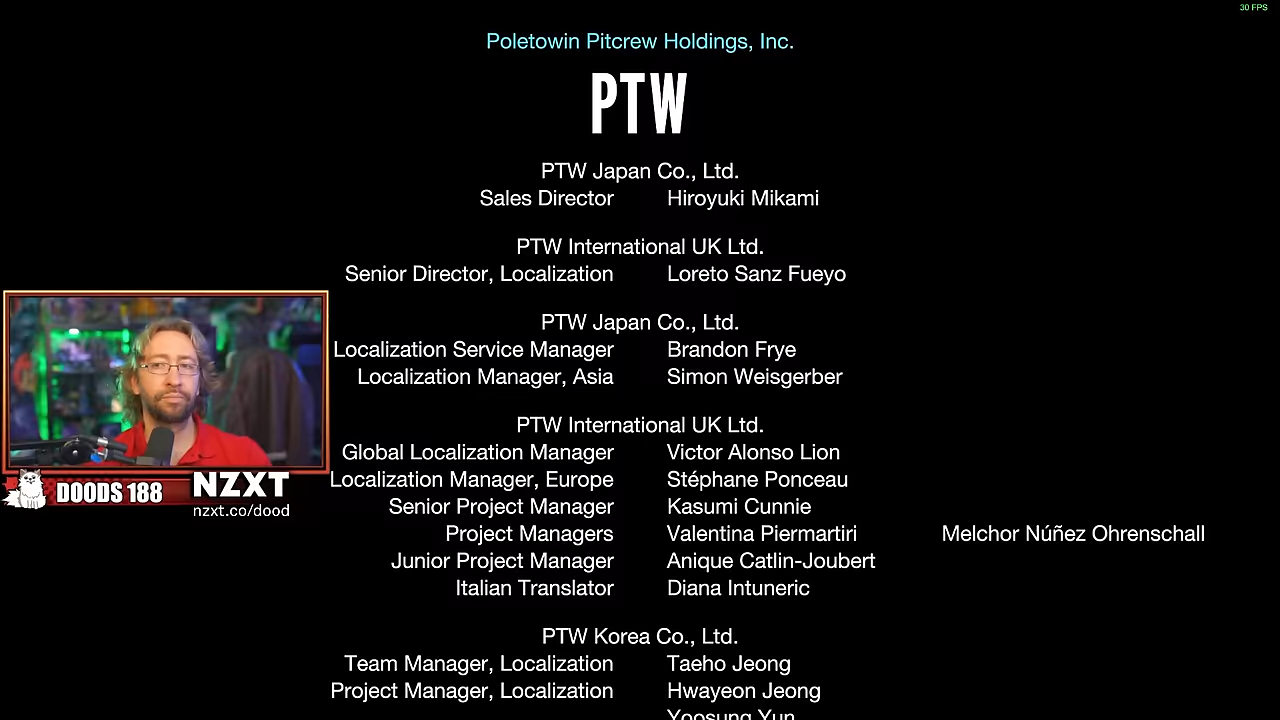 30 FPS
Poletowin Pitcrew Holdings, Inc.
PTW
PTW Japan Co., Ltd.
Sales Director Hiroyuki Mikami
PTW International UK Ltd.
Senior Director, Localization Loreto Sanz Fueyo
PTW Japan Co., Ltd.
Localization Service Manager Brandon Frye
Localization Manager, Asia Simon Weisgerber
PTW International UK Ltd.
Global Localization Manager Victor Alonso Lion
Localization Manager, Europe Stéphane Ponceau
Senior Project Manager Kasumi Cunnie
Project Managers Valentina Piermartiri Melchor Núñez Ohrenschall
Junior Project Manager Anique Catlin-Joubert
Italian Translator Diana Intuneric
PTW Korea Co., Ltd.
Team Manager, Localization Taeho Jeong
Project Manager, Localization Hwayeon Jeong
Yoosung Yun
DOODS 188
NZXT
nzxt.co/dood